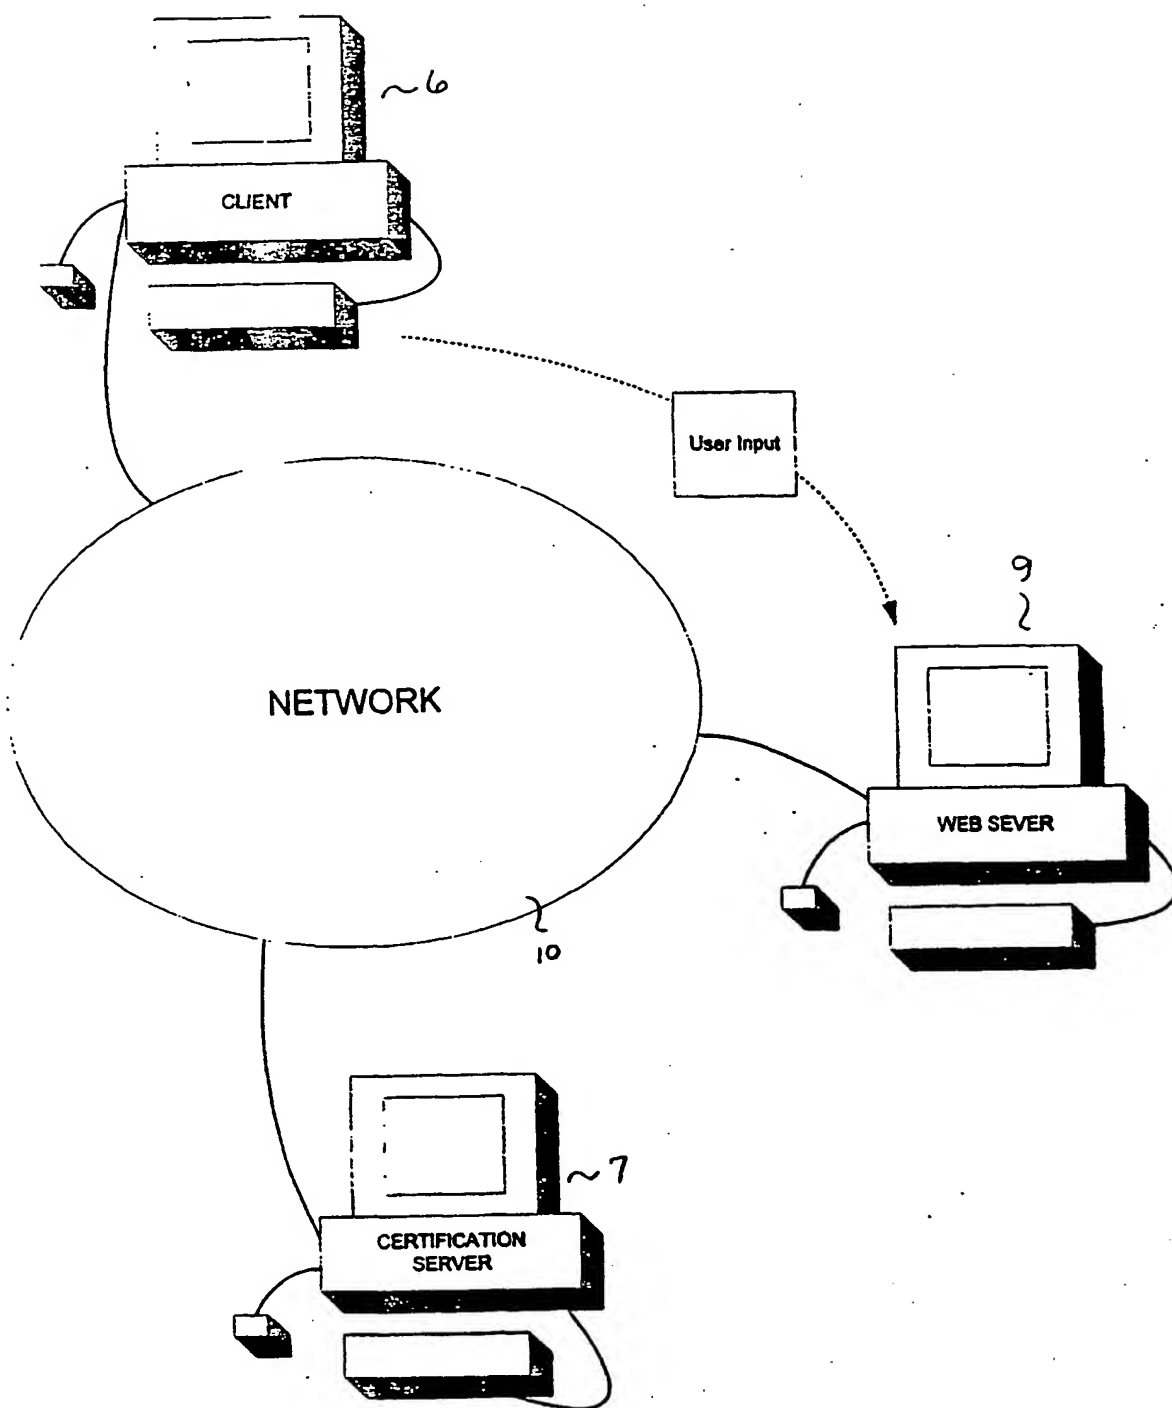 ~6
CLIENT
User Input
9
NETWORK
WEB SEVER
10
~7
CERTIFICATION
SERVER